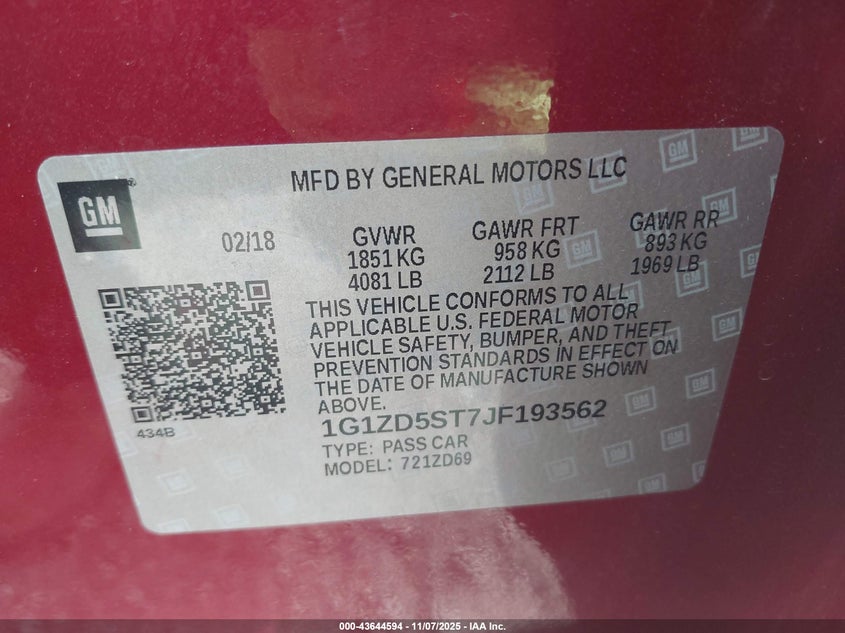 MFD BY GENERAL MOTORS LLC
GM
02/18
GVWR
1851 KG
4081 LB
GAWR FRT
958 KG
2112 LB
GAWR RR
893 KG
1969 LB
THIS VEHICLE CONFORMS TO ALL
APPLICABLE U.S. FEDERAL MOTOR
VEHICLE SAFETY, BUMPER, AND THEFT
PREVENTION STANDARDS IN EFFECT ON
THE DATE OF MANUFACTURE SHOWN
ABOVE.
434B
1G1ZD5ST7JF193562
TYPE: PASS CAR
MODEL: 721ZD69
000-43644594 - 11/07/2025 - IAA Inc.